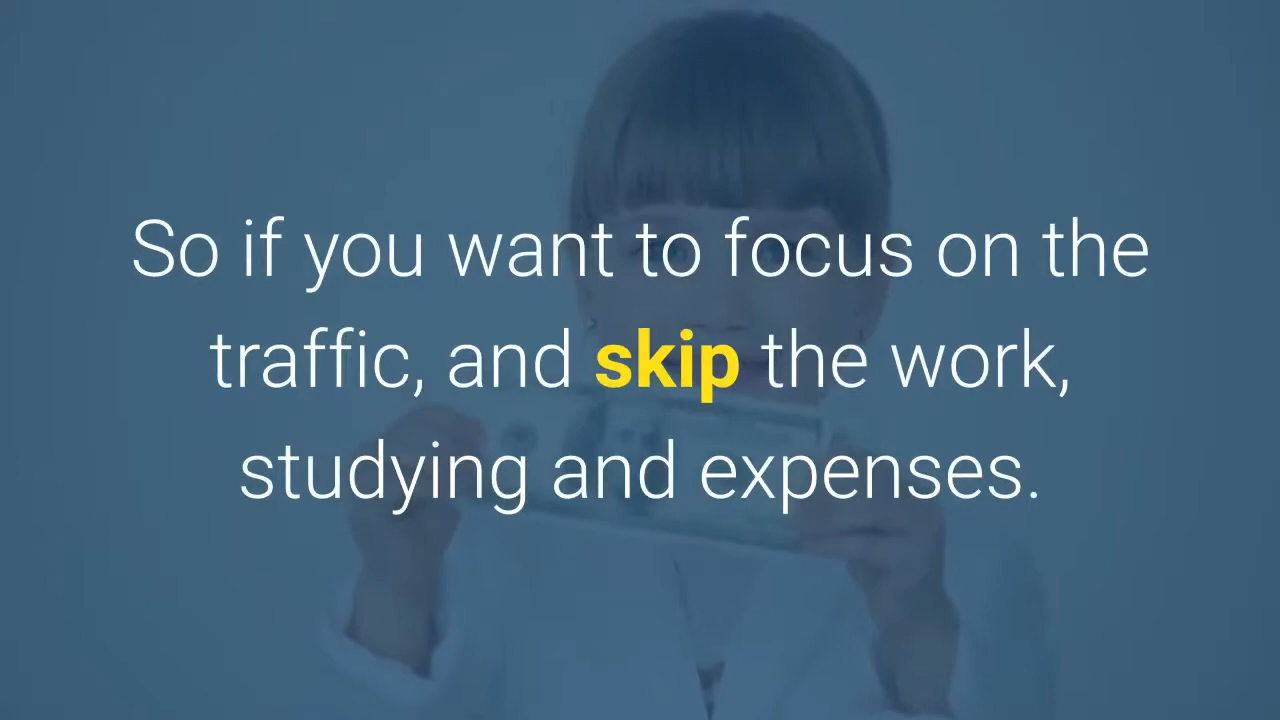 So if you want to focus on the
traffic, and skip the work,
studying and expenses.